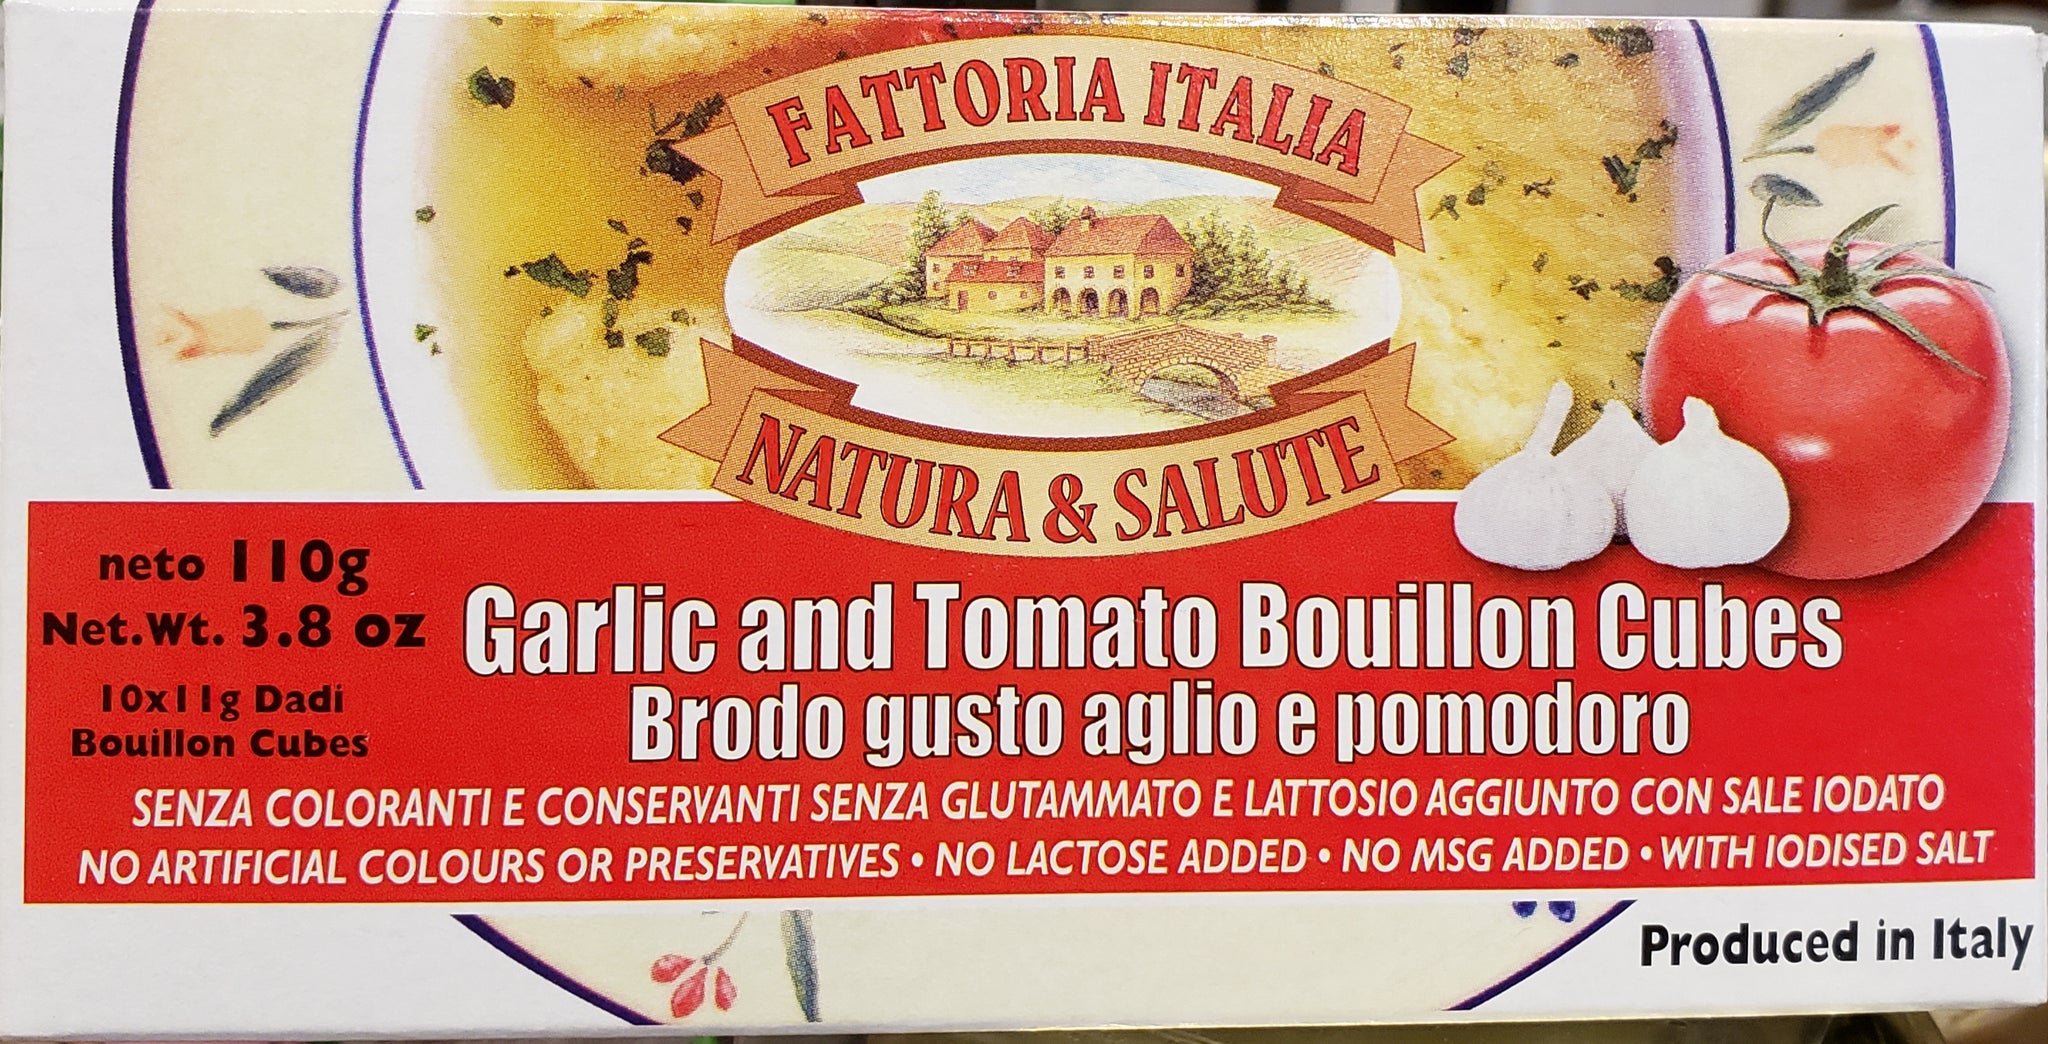 FATTORIA ITALIA
NATURA & SALUTE
neto 110g
Net.Wt. 3.8 oz
10x11g Dadi
Bouillon Cubes
Garlic and Tomato Bouillon Cubes
Brodo gusto aglio e pomodoro
SENZA COLORANTI E CONSERVANTI SENZA GLUTAMMATO E LATTOSIO AGGIUNTO CON SALE IODATO
NO ARTIFICIAL COLOURS OR PRESERVATIVES • NO LACTOSE ADDED • NO MSG ADDED • WITH IODISED SALT
Produced in Italy